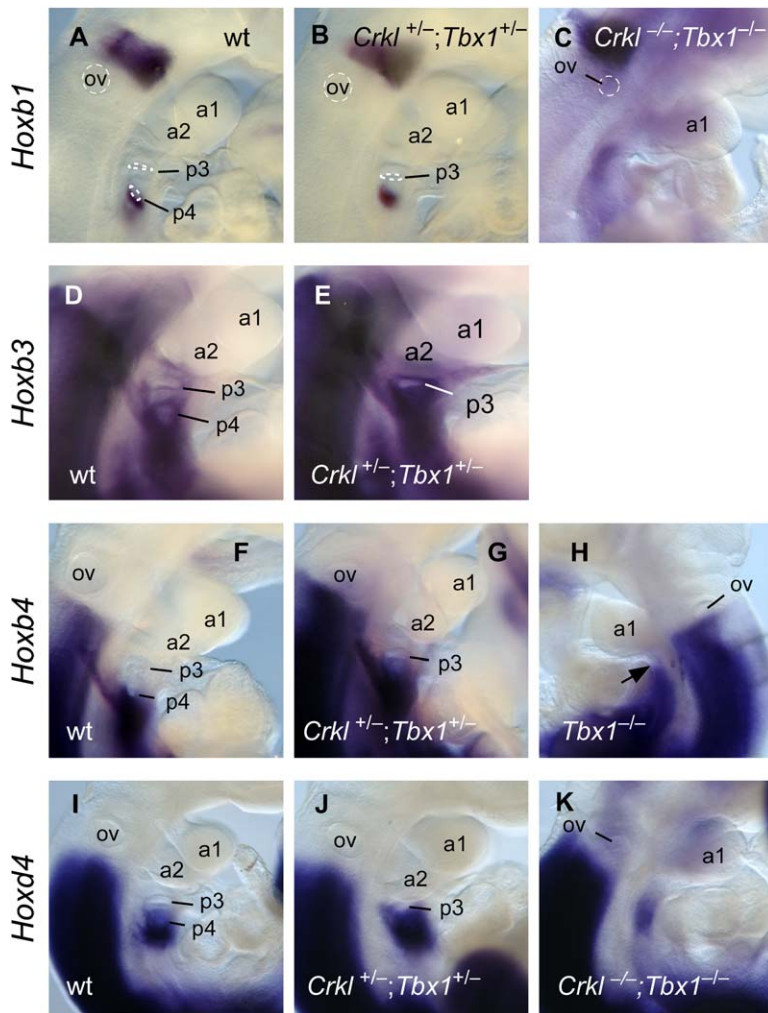 Hoxb1
A
wt
ov
a1
a2
p3
p4
B
Crkl +/–;Tbx1+/–
ov
a1
a2
p3
C
Crkl –/–;Tbx1–/–
ov
a1
Hoxb3
D
a1
a2
p3
p4
wt
E
a1
a2
p3
Crkl +/–;Tbx1+/–
Hoxb4
F
ov
a1
a2
p3
p4
wt
G
ov
a1
a2
p3
Crkl +/–;Tbx1+/–
H
ov
a1
Tbx1–/–
Hoxd4
I
ov
a1
a2
p3
p4
wt
J
ov
a1
a2
p3
Crkl +/–;Tbx1+/–
K
ov
a1
Crkl –/–;Tbx1–/–